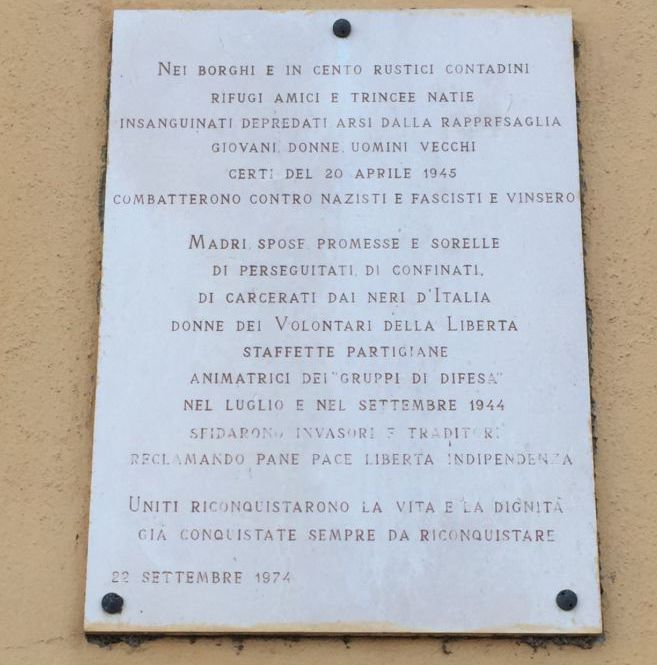 Nei borghi e in cento rustici contadini
rifugi amici e trincee natie
insanguinati depredati arsi dalla rappresaglia
giovani, donne, uomini vecchi
certi del 20 aprile 1945
combatterono contro nazisti e fascisti e vinsero
Madri, spose, promesse e sorelle
di perseguitati, di confinati,
di carcerati dai neri d'Italia
donne dei Volontari della Libertà
staffette partigiane
animatrici dei "gruppi di difesa"
nel luglio e nel settembre 1944
sfidarono invasori e traditori
reclamando pane pace libertà indipendenza
Uniti riconquistarono la vita e la dignità
già conquistate sempre da riconquistare
22 settembre 1974